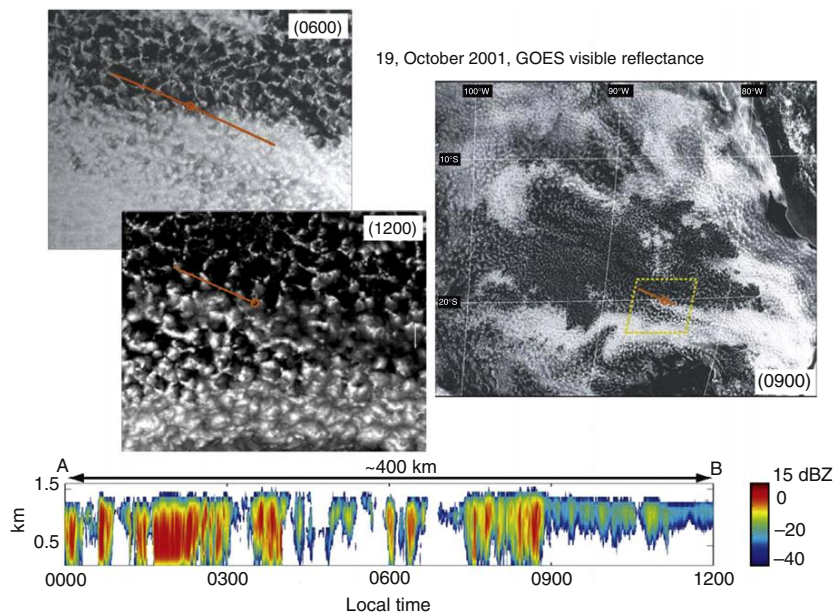 (0600)
19, October 2001, GOES visible reflectance
100°W
90°W
80°W
10°S
(1200)
20°S
(0900)
A
~400 km
B
15 dBZ
1.5
0
km
−20
0.5
−40
0000
0300
0600
0900
1200
Local time